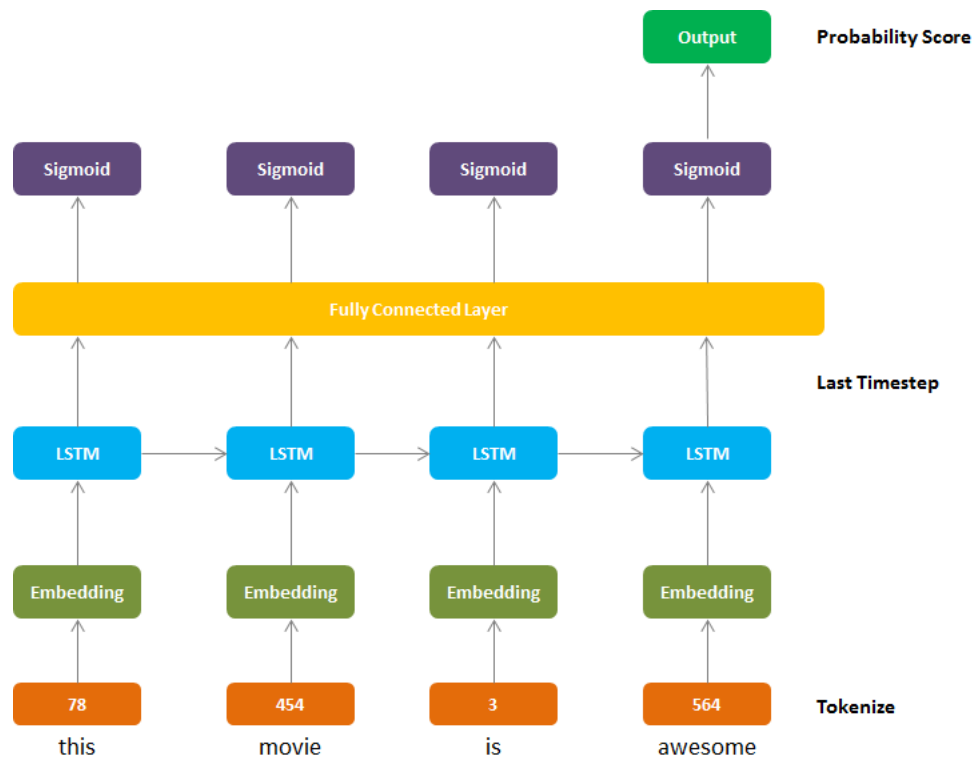 Output Probability Score
Sigmoid Sigmoid Sigmoid Sigmoid
Fully Connected Layer
Last Timestep
LSTM LSTM LSTM LSTM
Embedding Embedding Embedding Embedding
78 454 3 564 Tokenize
this movie is awesome